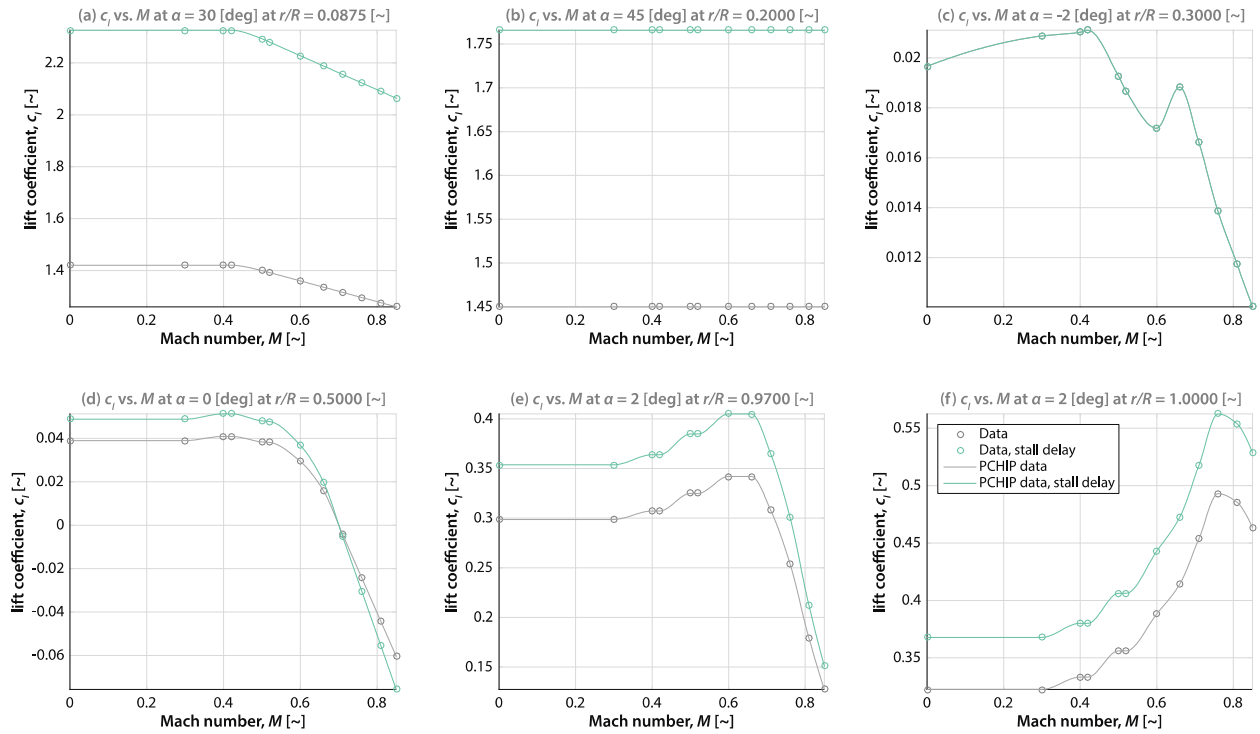 (a) cl vs. M at α = 30 [deg] at r/R = 0.0875 [~]
2.2
2
1.8
1.6
1.4
lift coefficient, cl [~]
0
0.2
0.4
0.6
0.8
Mach number, M [~]
(b) cl vs. M at α = 45 [deg] at r/R = 0.2000 [~]
1.75
1.7
1.65
1.6
1.55
1.5
1.45
lift coefficient, cl [~]
0
0.2
0.4
0.6
0.8
Mach number, M [~]
(c) cl vs. M at α = -2 [deg] at r/R = 0.3000 [~]
0.02
0.018
0.016
0.014
0.012
lift coefficient, cl [~]
0
0.2
0.4
0.6
0.8
Mach number, M [~]
(d) cl vs. M at α = 0 [deg] at r/R = 0.5000 [~]
0.04
0.02
0
-0.02
-0.04
-0.06
lift coefficient, cl [~]
0
0.2
0.4
0.6
0.8
Mach number, M [~]
(e) cl vs. M at α = 2 [deg] at r/R = 0.9700 [~]
0.4
0.35
0.3
0.25
0.2
0.15
lift coefficient, cl [~]
0
0.2
0.4
0.6
0.8
Mach number, M [~]
(f) cl vs. M at α = 2 [deg] at r/R = 1.0000 [~]
Data
Data, stall delay
PCHIP data
PCHIP data, stall delay
0.55
0.5
0.45
0.4
0.35
lift coefficient, cl [~]
0
0.2
0.4
0.6
0.8
Mach number, M [~]